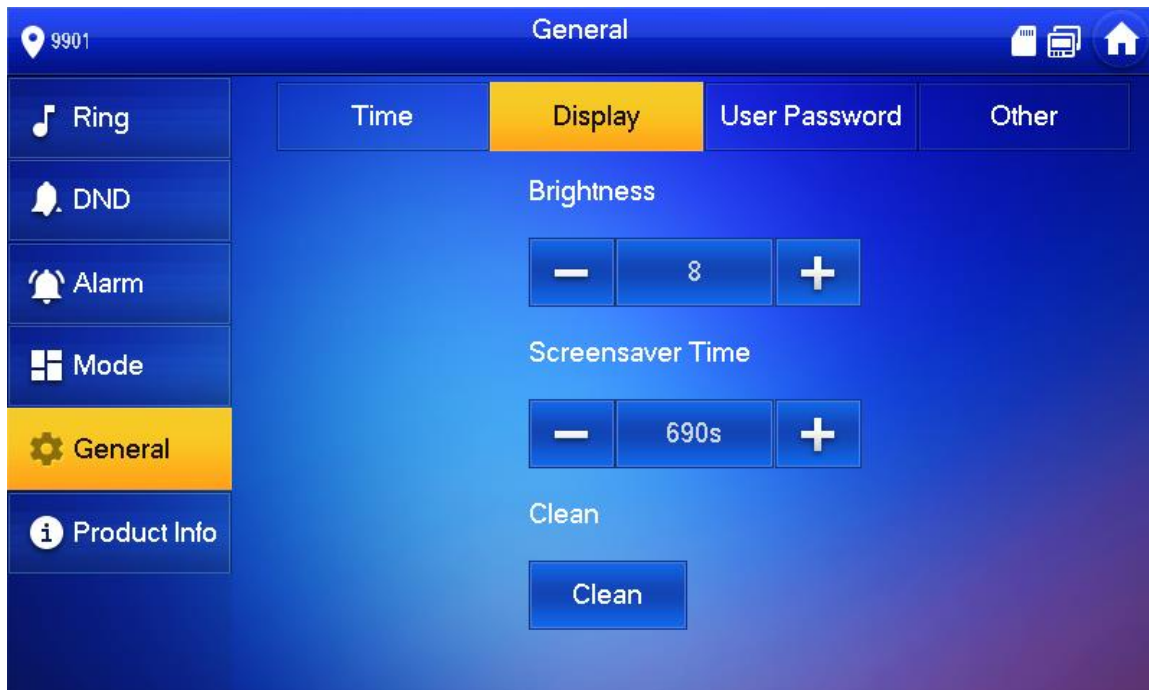 9901
General
Ring
DND
Alarm
Mode
General
Product Info
Time
Display
User Password
Other
Brightness
8
Screensaver Time
690s
Clean
Clean